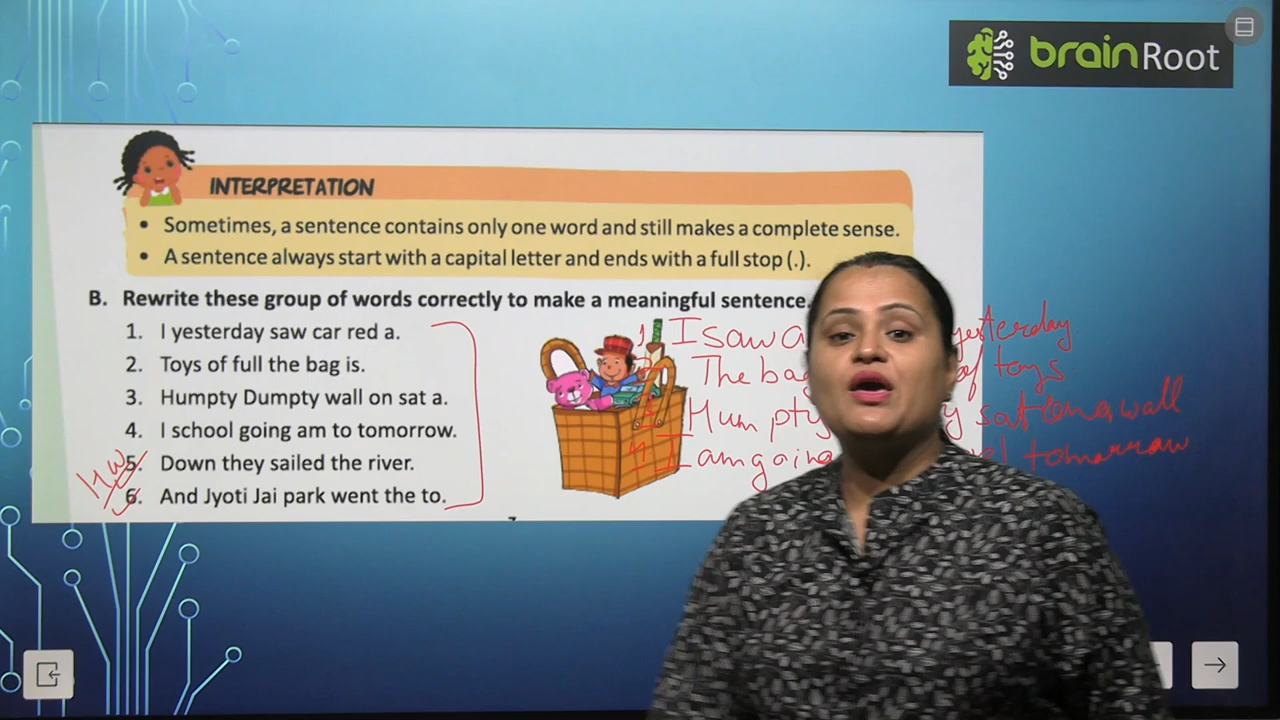 brainRoot
INTERPRETATION
• Sometimes, a sentence contains only one word and still makes a complete sense.
• A sentence always start with a capital letter and ends with a full stop (.).
B. Rewrite these group of words correctly to make a meaningful sentence.
1. I yesterday saw car red a.
2. Toys of full the bag is.
3. Humpty Dumpty wall on sat a.
4. I school going am to tomorrow.
5. Down they sailed the river.
6. And Jyoti Jai park went the to.
HW
1. I saw a yesterday
The bag of toys
Humpty sat on a wall
4. I am going tomorrow